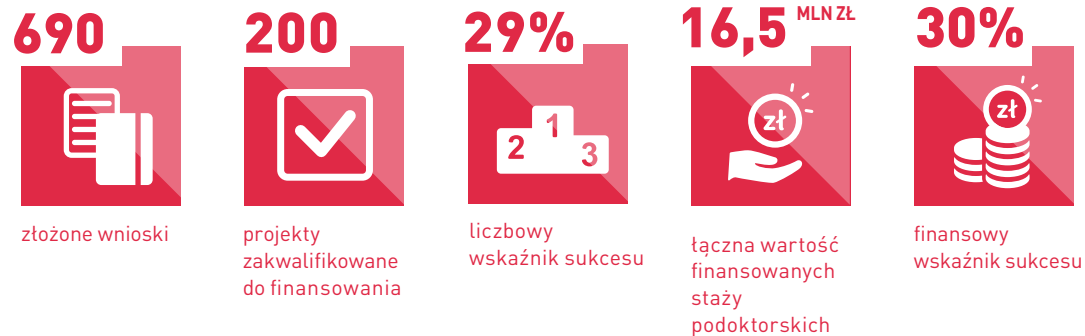 690
złożone wnioski
200
projekty
zakwalifikowane
do finansowania
29%
1
2
3
liczbowy
wskaźnik sukcesu
16,5 MLN ZŁ
zł
łączna wartość
finansowanych
staży
podoktorskich
30%
zł
finansowy
wskaźnik sukcesu